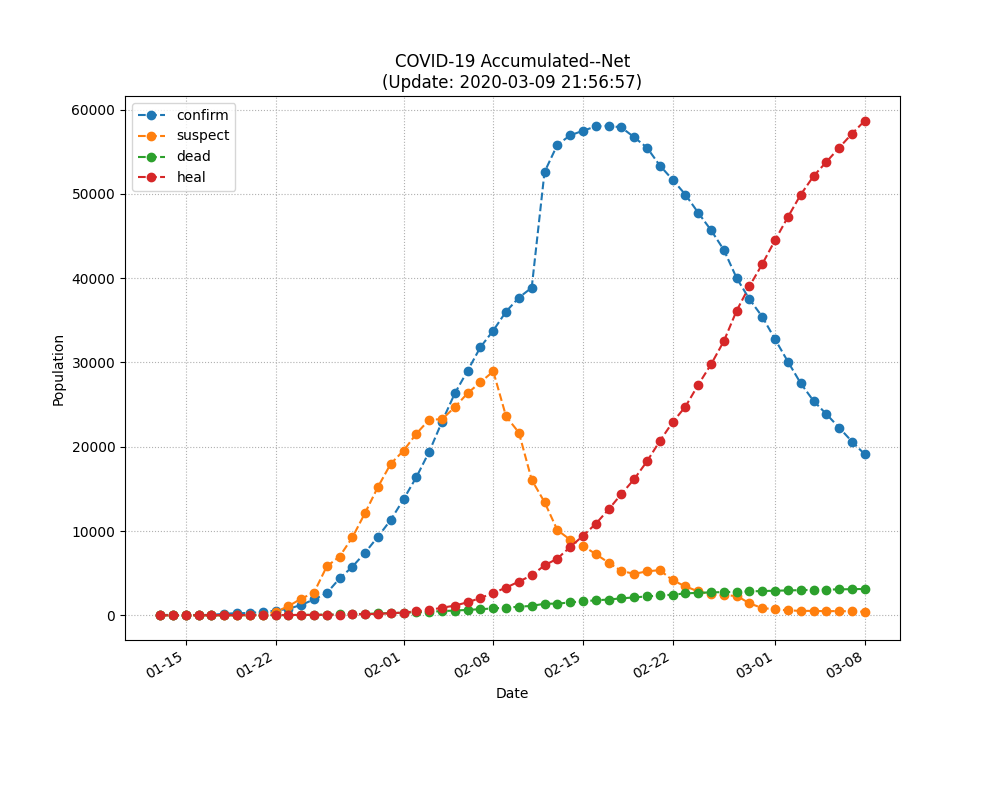 COVID-19 Accumulated--Net
(Update: 2020-03-09 21:56:57)
confirm
suspect
dead
heal
60000
50000
40000
30000
20000
10000
0
Population
01-15
01-22
02-01
02-08
02-15
02-22
03-01
03-08
Date